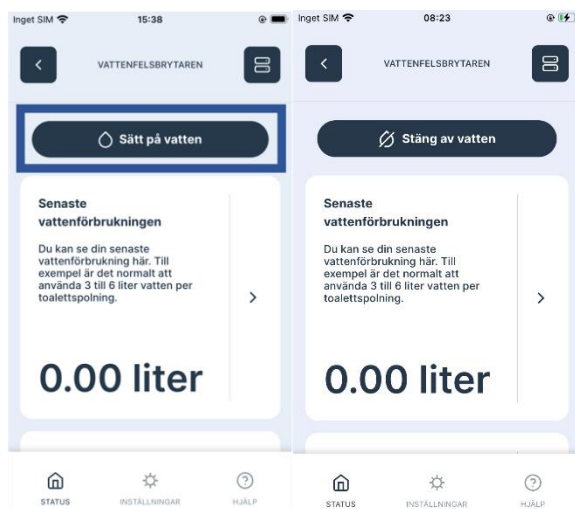 Inget SIM 15:38
VATTENFELSBRYTAREN
Sätt på vatten
Senaste
vattenförbrukningen
Du kan se din senaste
vattenförbrukning här. Till
exempel är det normalt att
använda 3 till 6 liter vatten per
toalettspolning.
0.00 liter
STATUS INSTÄLLNINGAR HJÄLP
Inget SIM 08:23
VATTENFELSBRYTAREN
Stäng av vatten
Senaste
vattenförbrukningen
Du kan se din senaste
vattenförbrukning här. Till
exempel är det normalt att
använda 3 till 6 liter vatten per
toalettspolning.
0.00 liter
STATUS INSTÄLLNINGAR HJÄLP